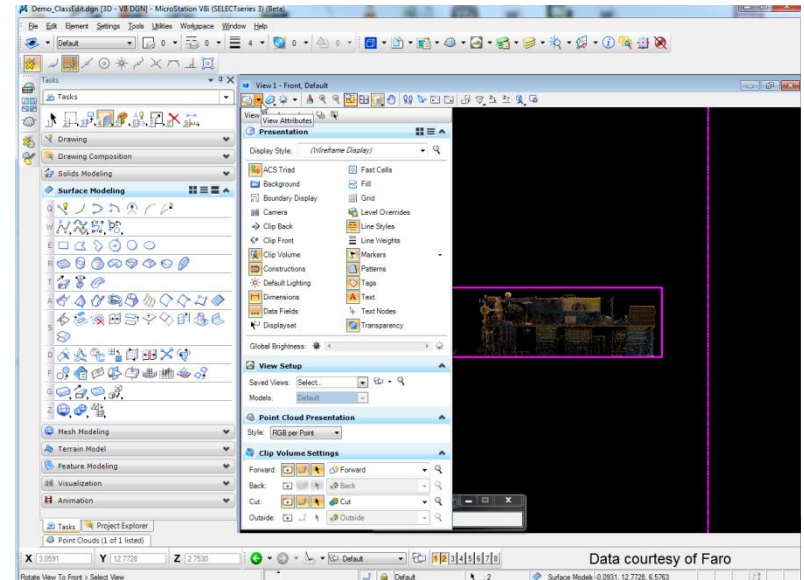 Demo_ClassEdit.dgn [3D - V8 DGN] - MicroStation V8i (SELECTseries 3) (Beta)
File Edit Element Settings Tools Utilities Workspace Window Help
Default 0 0 4 0 0
Tasks
Tasks
View 1 - Front, Default
View Attributes
Drawing
Drawing Composition
Solids Modeling
Surface Modeling
Q
W
E
R
T
A
S
D
F
G
Z
Mesh Modeling
Terrain Model
Feature Modeling
Visualization
Animation
Tasks Project Explorer
Point Clouds (1 of 1 listed)
Presentation
Display Style: (Wireframe Display)
ACS Triad Fast Cells
Background Fill
Boundary Display Grid
Camera Level Overrides
Clip Back Line Styles
Clip Front Line Weights
Clip Volume Markers
Constructions Patterns
Default Lighting Tags
Dimensions Text
Data Fields Text Nodes
Displayset Transparency
Global Brightness:
View Setup
Saved Views: Select...
Models: Default
Point Cloud Presentation
Style: RGB per Point
Clip Volume Settings
Forward: Forward
Back: Back
Cut: Cut
Outside: Outside
X 3.0591 Y 12.7728 Z 2.7530
Default
1 2 3 4 5 6 7 8
Data courtesy of Faro
Rotate View To Front > Select View
Default : 2